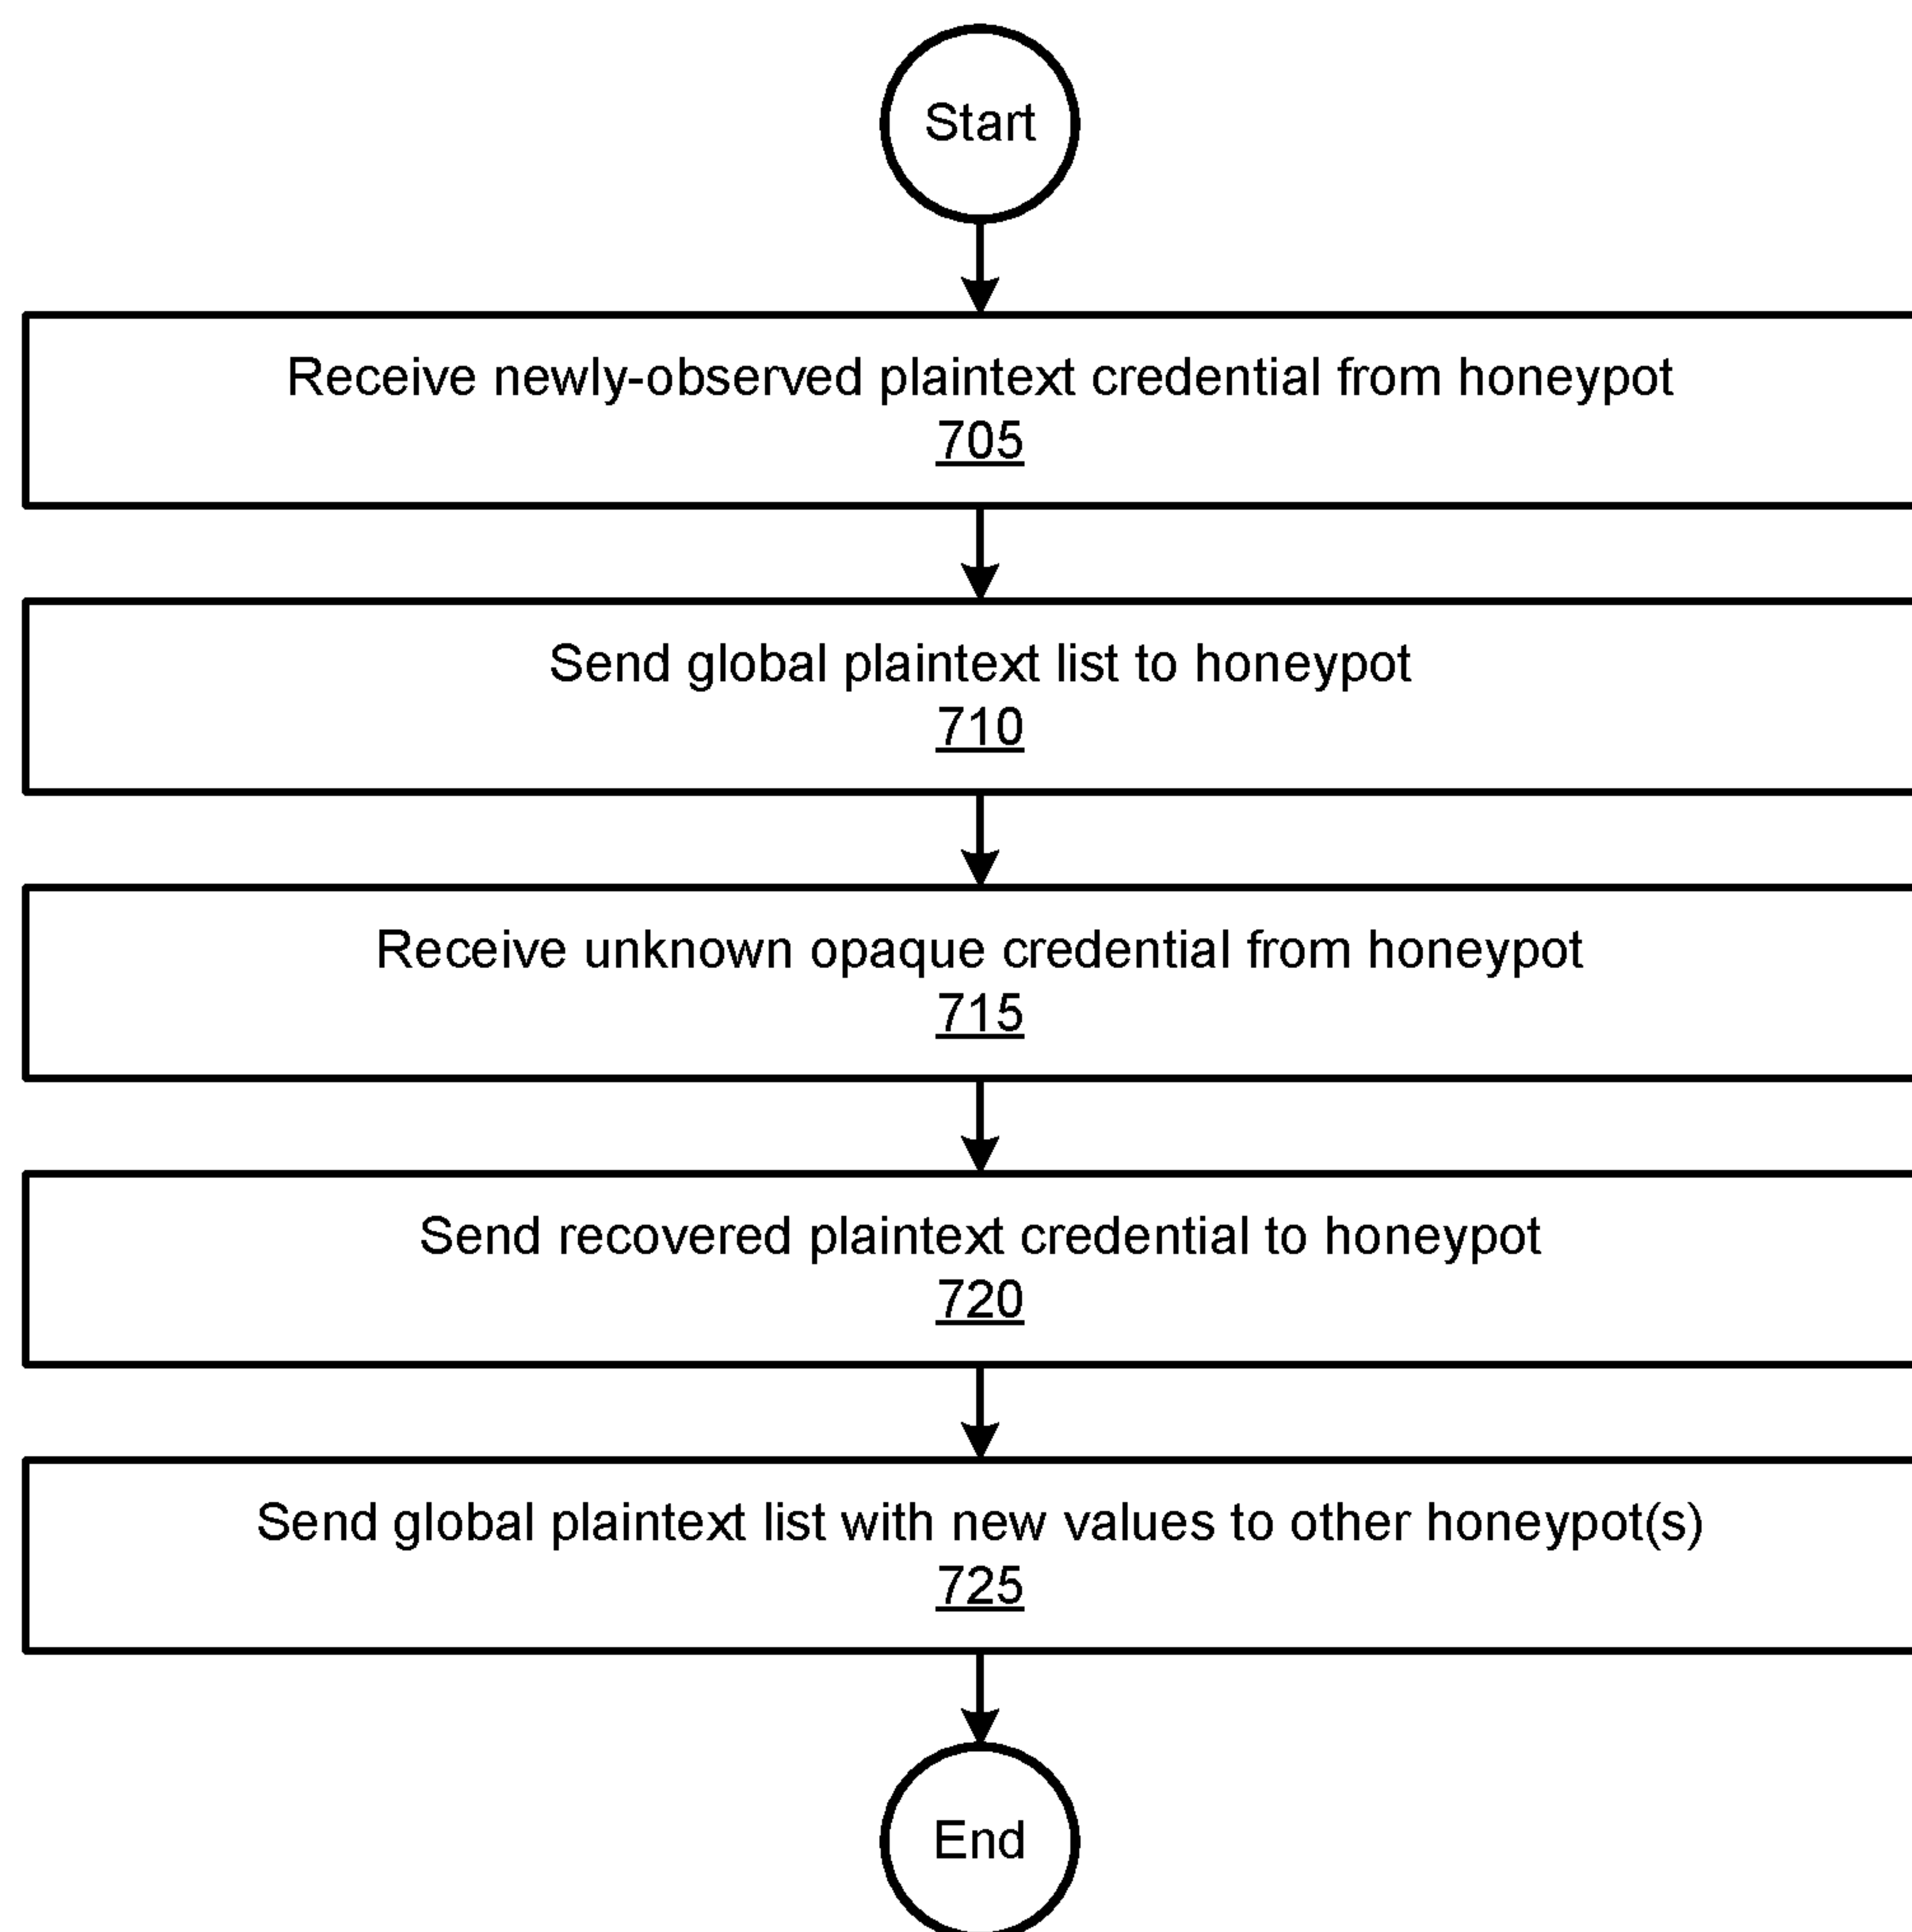 Start
Receive newly-observed plaintext credential from honeypot
705
Send global plaintext list to honeypot
710
Receive unknown opaque credential from honeypot
715
Send recovered plaintext credential to honeypot
720
Send global plaintext list with new values to other honeypot(s)
725
End